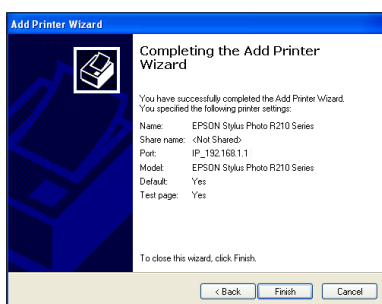 Add Printer Wizard
Completing the Add Printer
Wizard
You have successfully completed the Add Printer Wizard.
You specified the following printer settings:
Name: EPSON Stylus Photo R210 Series
Share name: <Not Shared>
Port: IP_192.168.1.1
Model: EPSON Stylus Photo R210 Series
Default: Yes
Test page: Yes
To close this wizard, click Finish.
< Back Finish Cancel